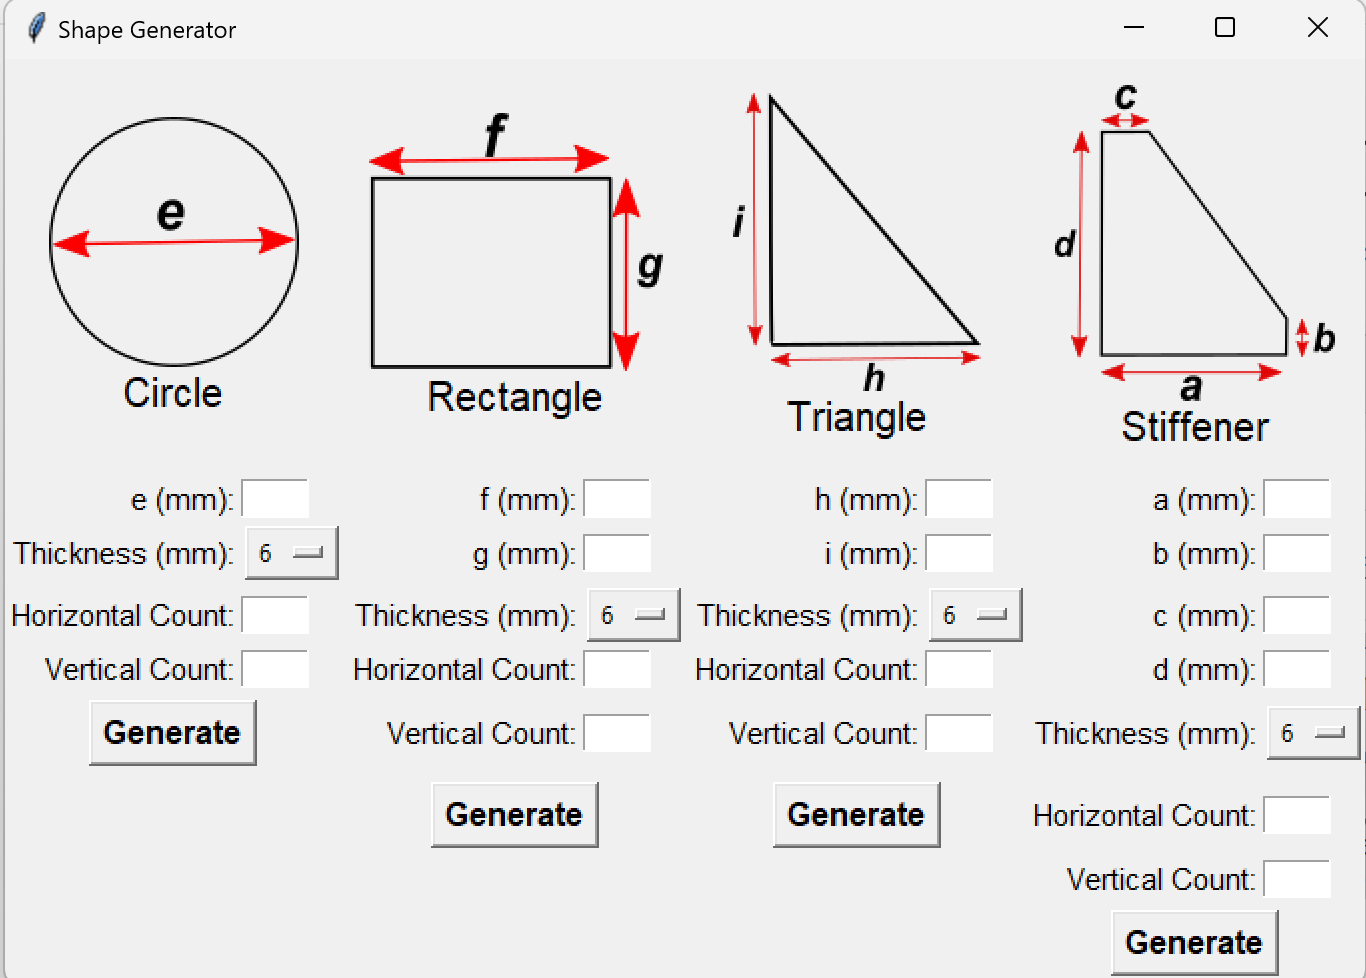 Shape Generator
e
Circle
f
g
Rectangle
i
h
Triangle
c
d
b
a
Stiffener
e (mm):
Thickness (mm): 6
Horizontal Count:
Vertical Count:
Generate
f (mm):
g (mm):
Thickness (mm): 6
Horizontal Count:
Vertical Count:
Generate
h (mm):
i (mm):
Thickness (mm): 6
Horizontal Count:
Vertical Count:
Generate
a (mm):
b (mm):
c (mm):
d (mm):
Thickness (mm): 6
Horizontal Count:
Vertical Count:
Generate